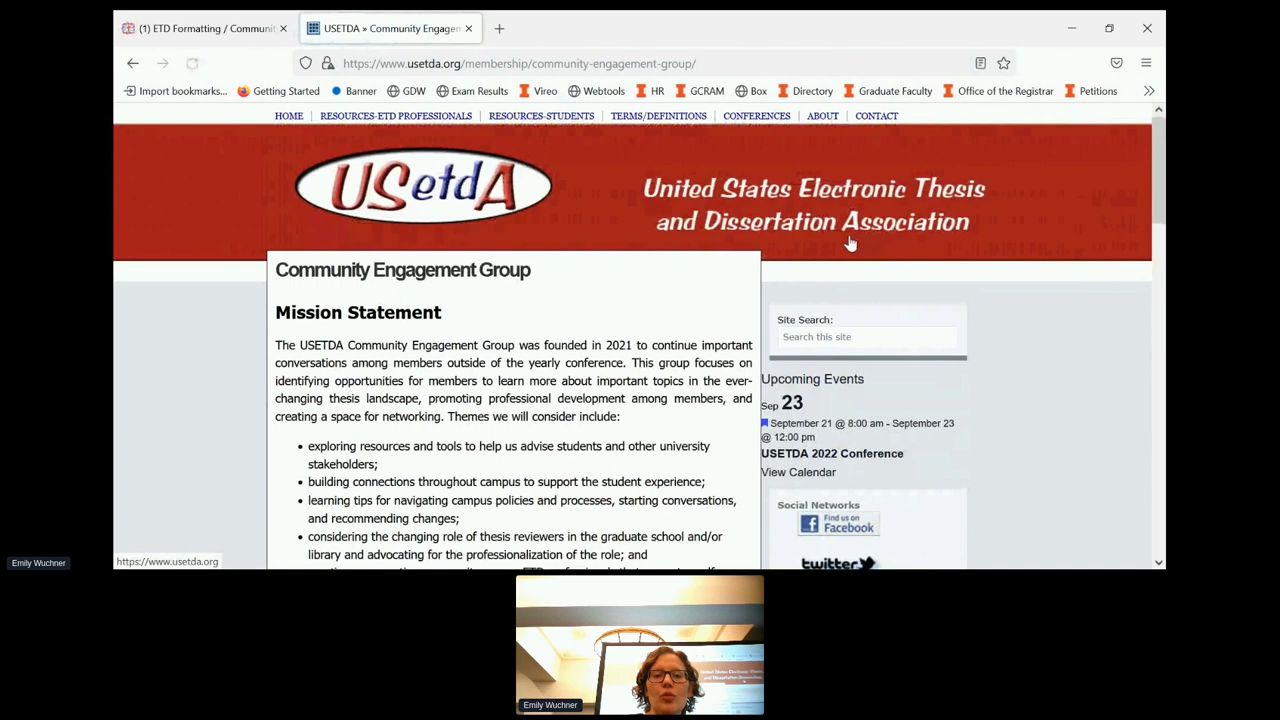 (1) ETD Formatting / Communit
USETDA » Community Engagem
https://www.usetda.org/membership/community-engagement-group/
Import bookmarks...
Getting Started
Banner
GDW
Exam Results
Vireo
Webtools
HR
GCRAM
Box
Directory
Graduate Faculty
Office of the Registrar
Petitions
HOME
RESOURCES-ETD PROFESSIONALS
RESOURCES-STUDENTS
TERMS/DEFINITIONS
CONFERENCES
ABOUT
CONTACT
USetdA
United States Electronic Thesis
and Dissertation Association
Community Engagement Group
Mission Statement
The USETDA Community Engagement Group was founded in 2021 to continue important
conversations among members outside of the yearly conference. This group focuses on
identifying opportunities for members to learn more about important topics in the ever-
changing thesis landscape, promoting professional development among members, and
creating a space for networking. Themes we will consider include:
• exploring resources and tools to help us advise students and other university
stakeholders;
• building connections throughout campus to support the student experience;
• learning tips for navigating campus policies and processes, starting conversations,
and recommending changes;
• considering the changing role of thesis reviewers in the graduate school and/or
library and advocating for the professionalization of the role; and
Site Search:
Search this site
Upcoming Events
Sep 23
September 21 @ 8:00 am - September 23
@ 12:00 pm
USETDA 2022 Conference
View Calendar
Social Networks
Find us on
Facebook
twitter
https://www.usetda.org
Emily Wuchner
United States Electronic Thesis
and Dissertation Association
Emily Wuchner